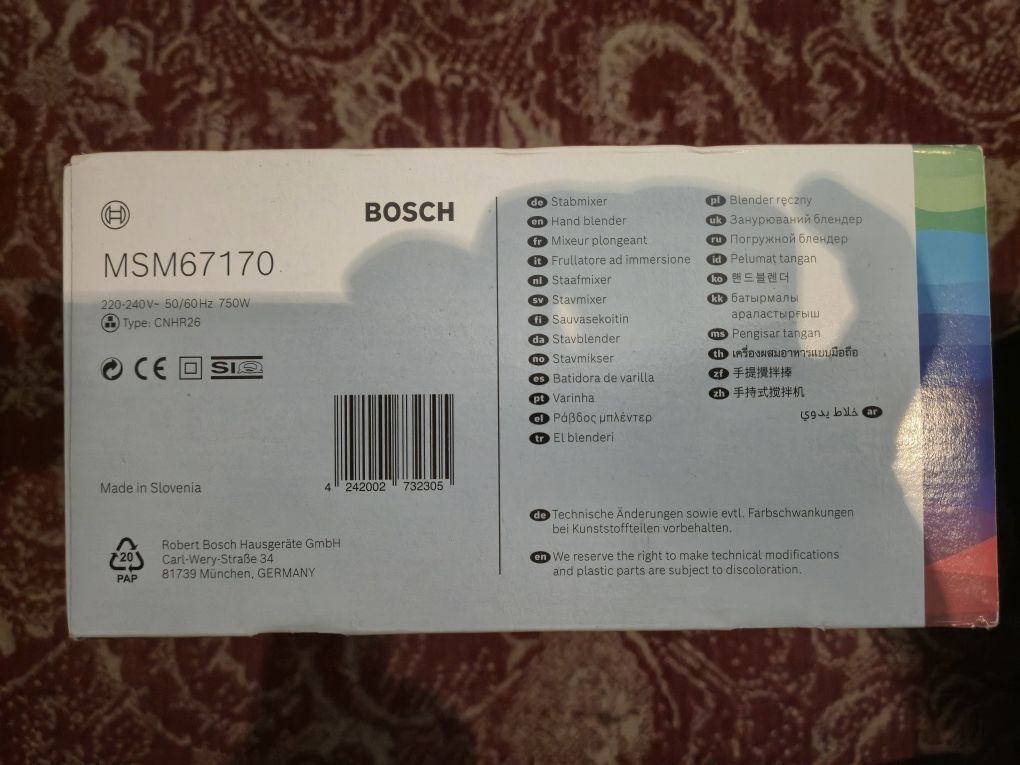 BOSCH
MSM67170
220-240V~ 50/60Hz 750W
Type: CNHR26
CE
SIQ
4 242002 732305
Made in Slovenia
20
PAP
Robert Bosch Hausgeräte GmbH
Carl-Wery-Straße 34
81739 München, GERMANY
de Stabmixer
en Hand blender
fr Mixeur plongeant
it Frullatore ad immersione
nl Staafmixer
sv Stavmixer
fi Sauvasekoitin
da Stavblender
no Stavmikser
es Batidora de varilla
pt Varinha
el Ράβδος μπλέντερ
tr El blenderi
pl Blender ręczny
uk Занурюваний блендер
ru Погружной блендер
id Pelumat tangan
ko 핸드블렌더
kk батырмалы
араластырғыш
ms Pengisar tangan
th เครื่องผสมอาหารแบบมือถือ
zf 手提攪拌捧
zh 手持式搅拌机
ar خلاط يدوي
de Technische Änderungen sowie evtl. Farbschwankungen
bei Kunststoffteilen vorbehalten.
en We reserve the right to make technical modifications
and plastic parts are subject to discoloration.